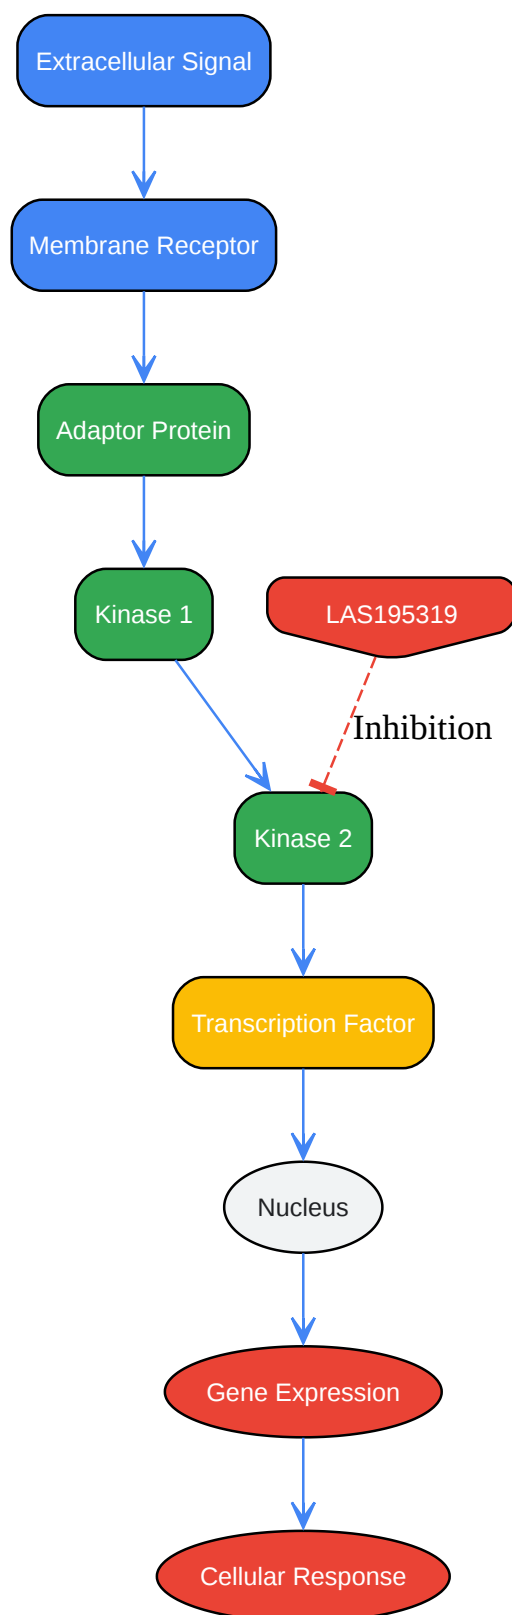 Extracellular Signal
Membrane Receptor
Adaptor Protein
Kinase 1
LAS195319
Inhibition
Kinase 2
Transcription Factor
Nucleus
Gene Expression
Cellular Response